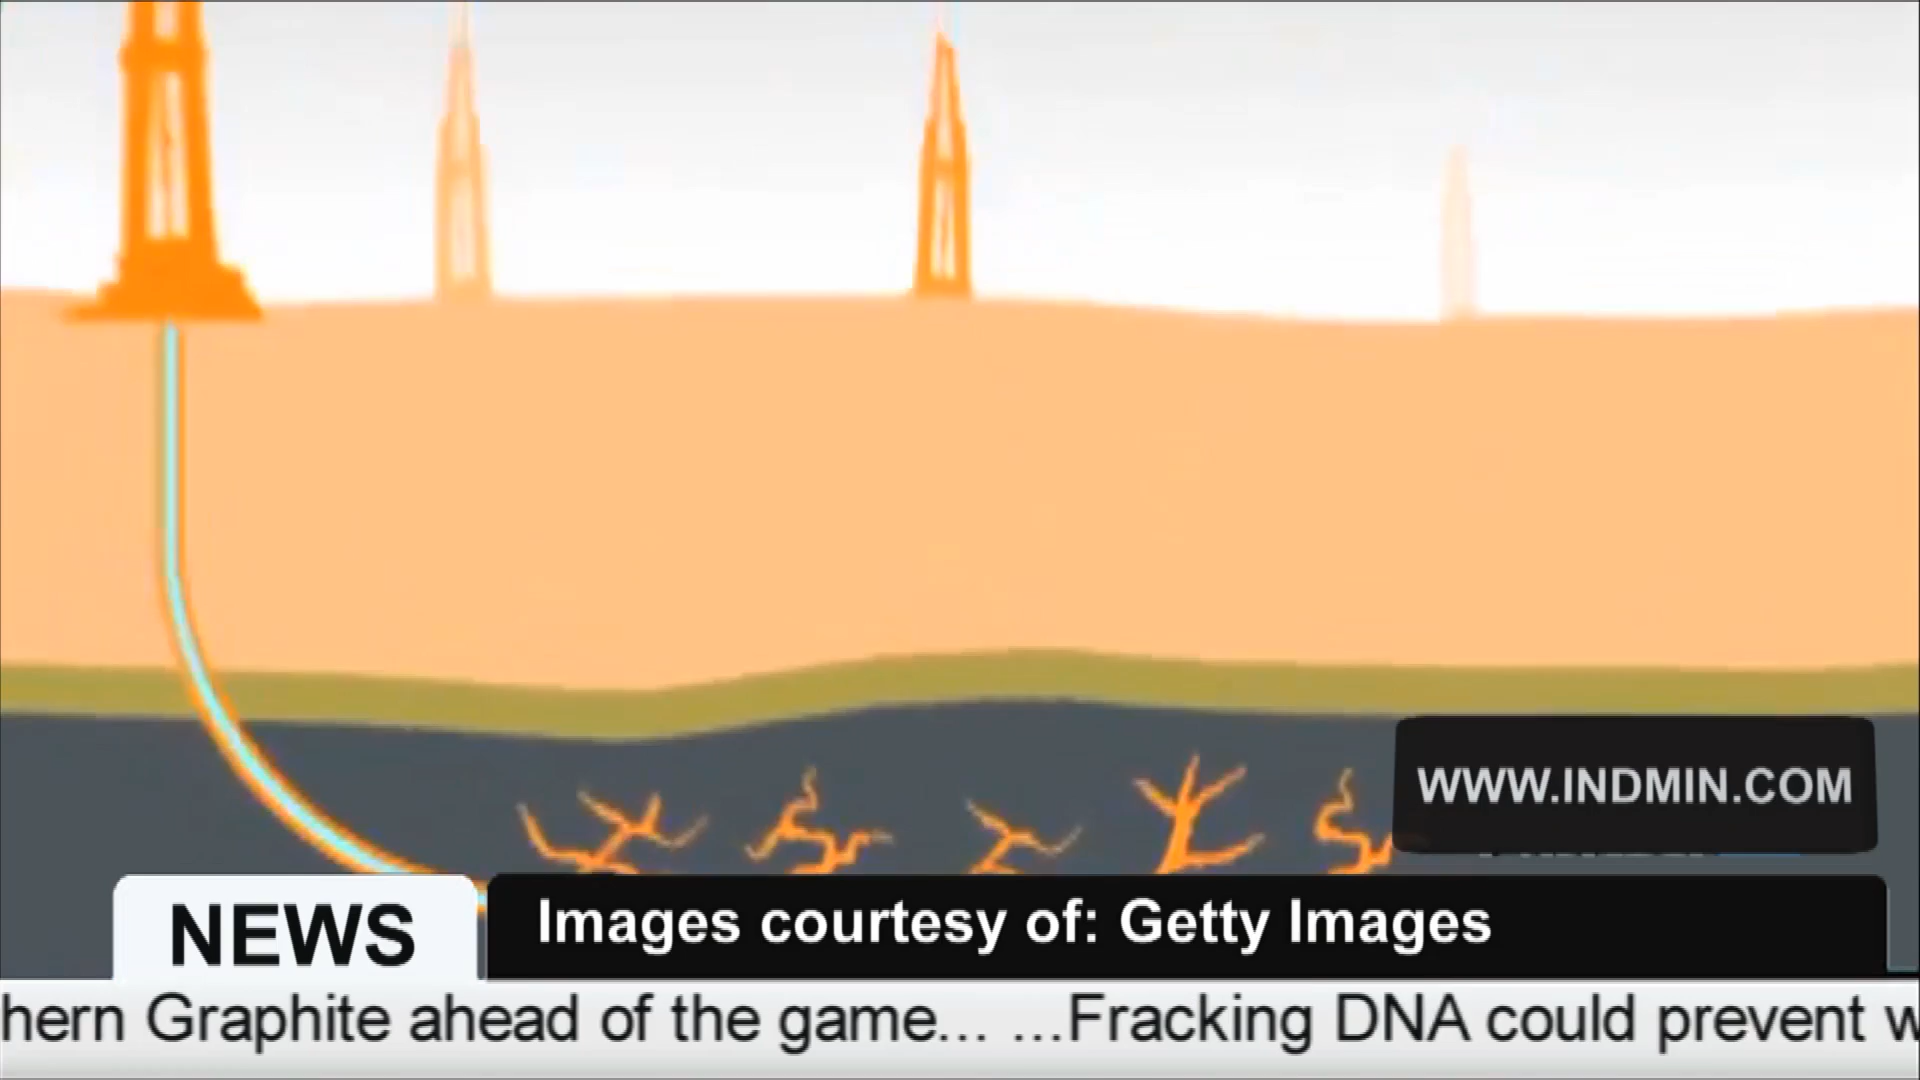 WWW.INDMIN.COM
NEWS
Images courtesy of: Getty Images
hern Graphite ahead of the game... ...Fracking DNA could prevent w